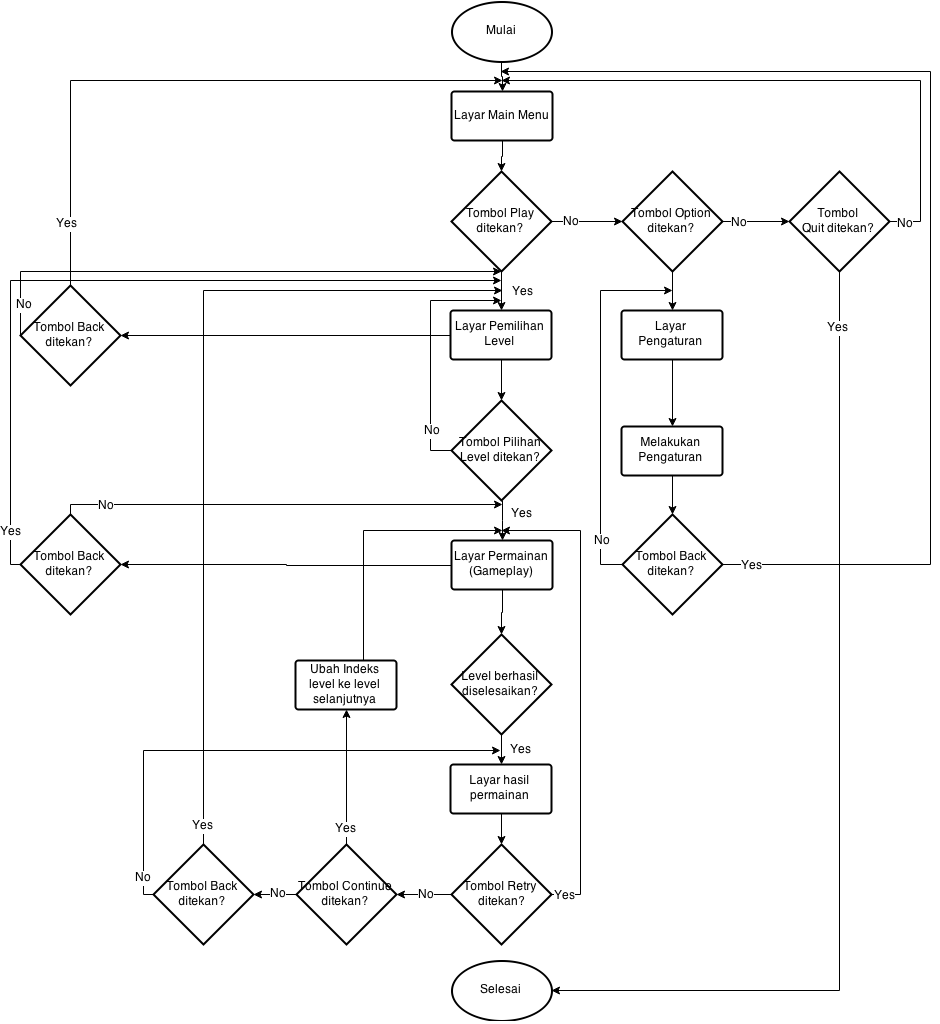 Mulai
Layar Main Menu
Tombol Play
ditekan?
No
Tombol Option
ditekan?
No
Tombol
Quit ditekan?
No
Yes
Yes
No
Tombol Back
ditekan?
Layar Pemilihan
Level
Layar
Pengaturan
Yes
No
Tombol Pilihan
Level ditekan?
Melakukan
Pengaturan
No
Yes
Yes
Tombol Back
ditekan?
Layar Permainan
(Gameplay)
No
Tombol Back
ditekan?
Yes
Ubah Indeks
level ke level
selanjutnya
Level berhasil
diselesaikan?
Yes
Layar hasil
permainan
Yes
Yes
No
Tombol Back
ditekan?
No
Tombol Continue
ditekan?
No
Tombol Retry
ditekan?
Yes
Selesai